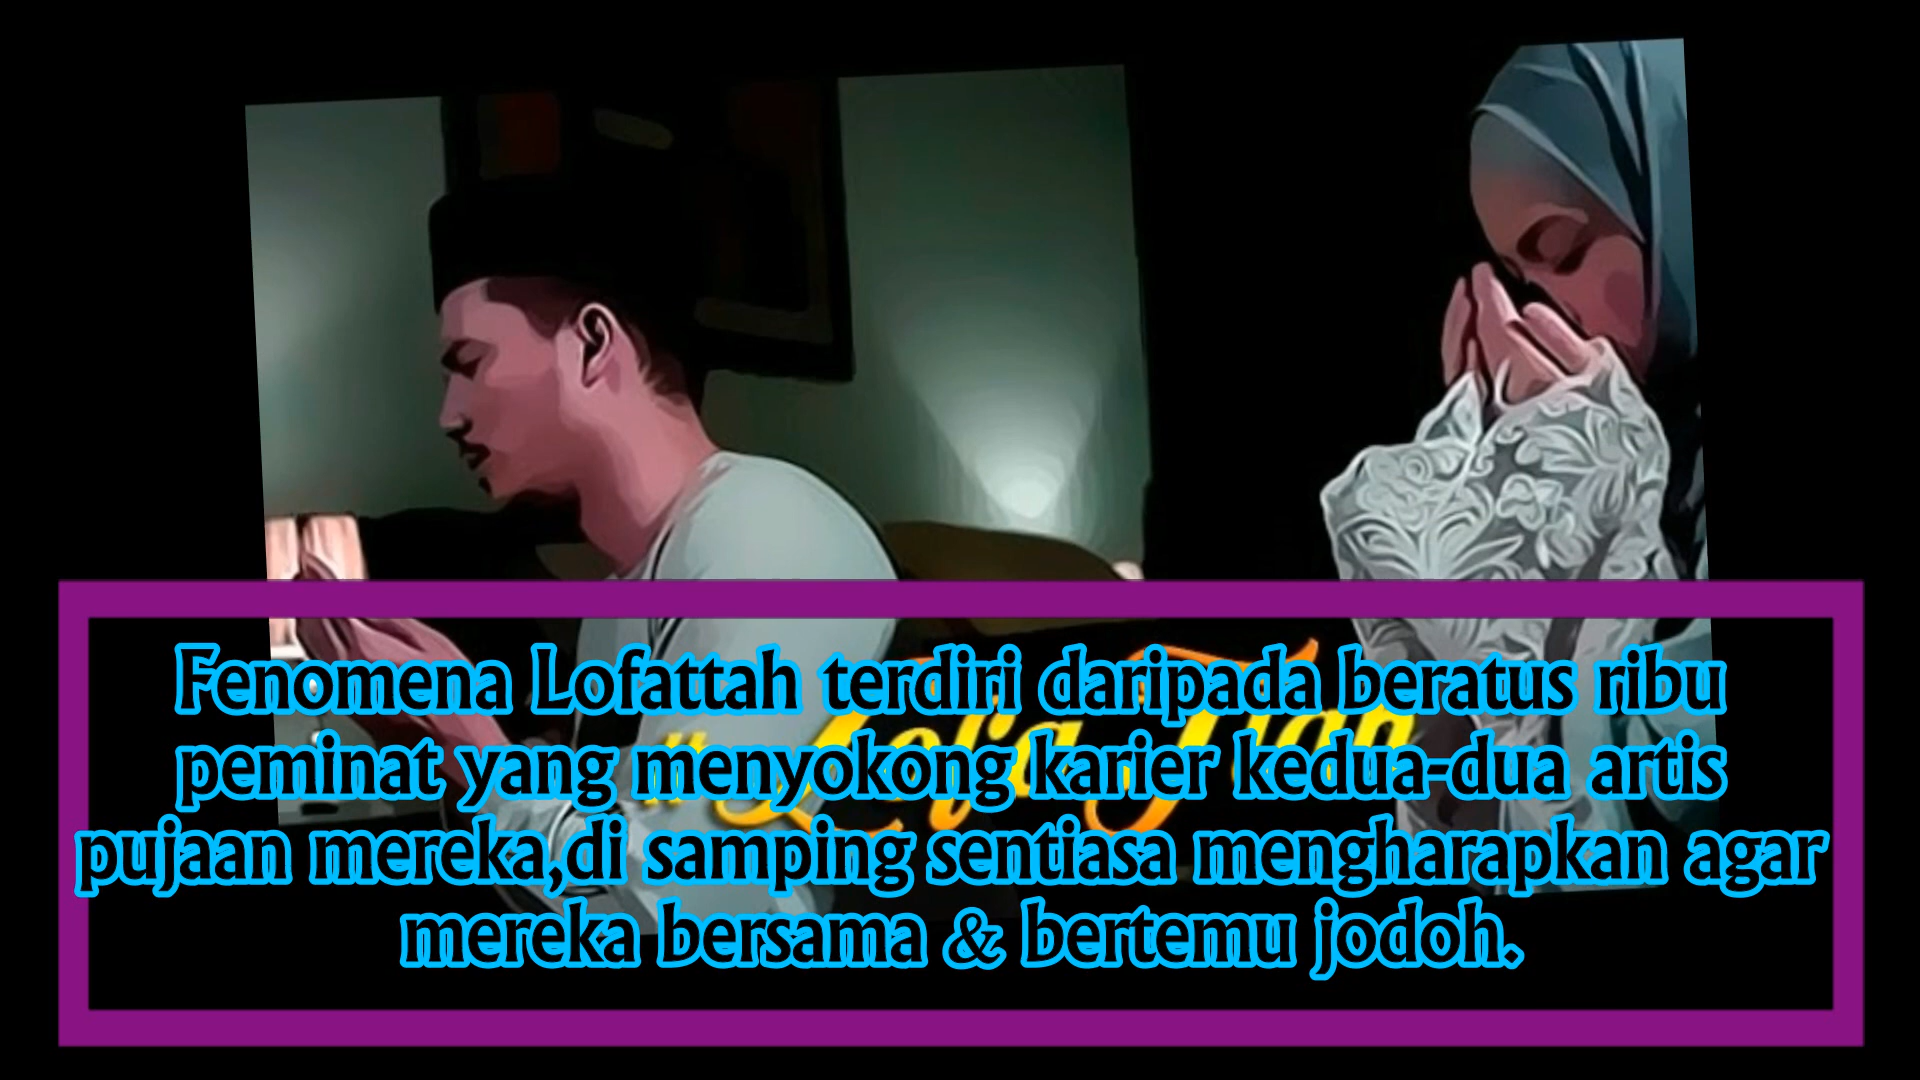 Fenomena Lofattah terdiri daripada beratus ribu
peminat yang menyokong karier kedua-dua artis
pujaan mereka,di samping sentiasa mengharapkan agar
mereka bersama & bertemu jodoh.